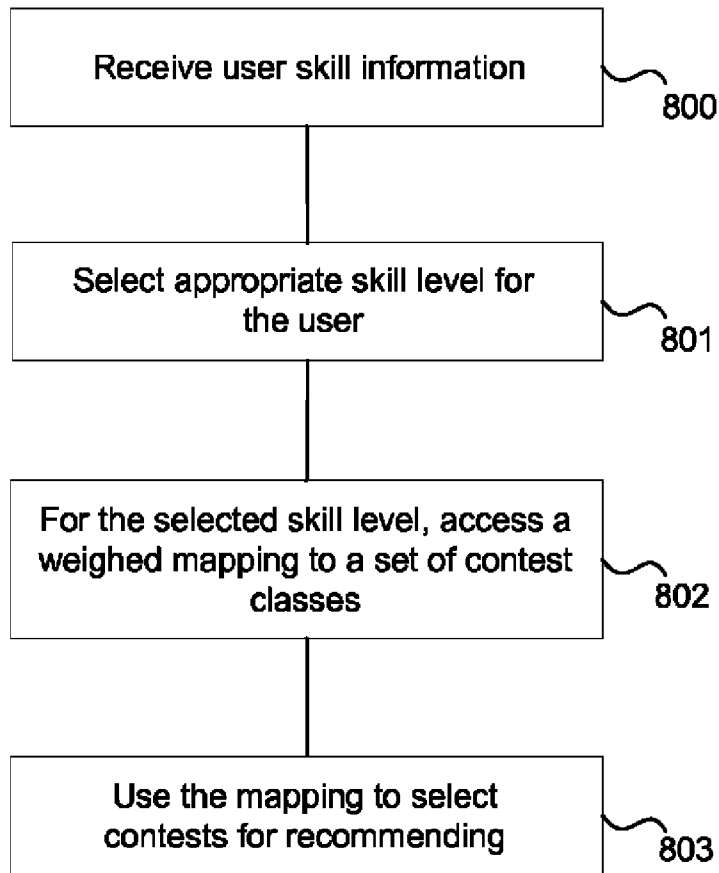 Receive user skill information
800
Select appropriate skill level for
the user
801
For the selected skill level, access a
weighed mapping to a set of contest
classes
802
Use the mapping to select
contests for recommending
803